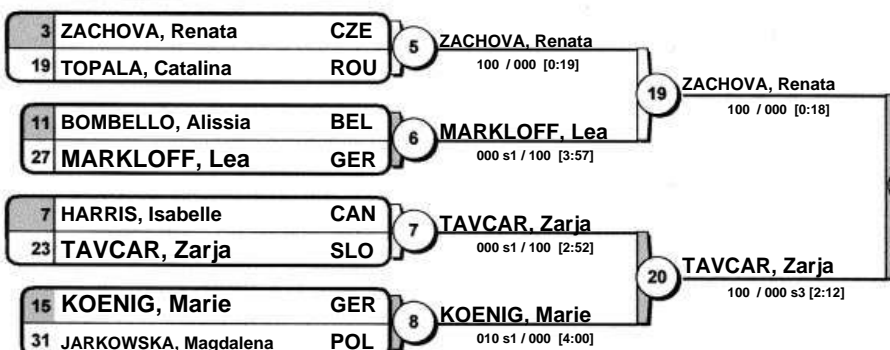 3 ZACHOVA, Renata CZE
19 TOPALA, Catalina ROU
5 ZACHOVA, Renata
100 / 000 [0:19]
19 ZACHOVA, Renata
100 / 000 [0:18]
11 BOMBELLO, Alissia BEL
27 MARKLOFF, Lea GER
6 MARKLOFF, Lea
000 s1 / 100 [3:57]
7 HARRIS, Isabelle CAN
23 TAVCAR, Zarja SLO
7 TAVCAR, Zarja
000 s1 / 100 [2:52]
20 TAVCAR, Zarja
100 / 000 s3 [2:12]
15 KOENIG, Marie GER
31 JARKOWSKA, Magdalena POL
8 KOENIG, Marie
010 s1 / 000 [4:00]